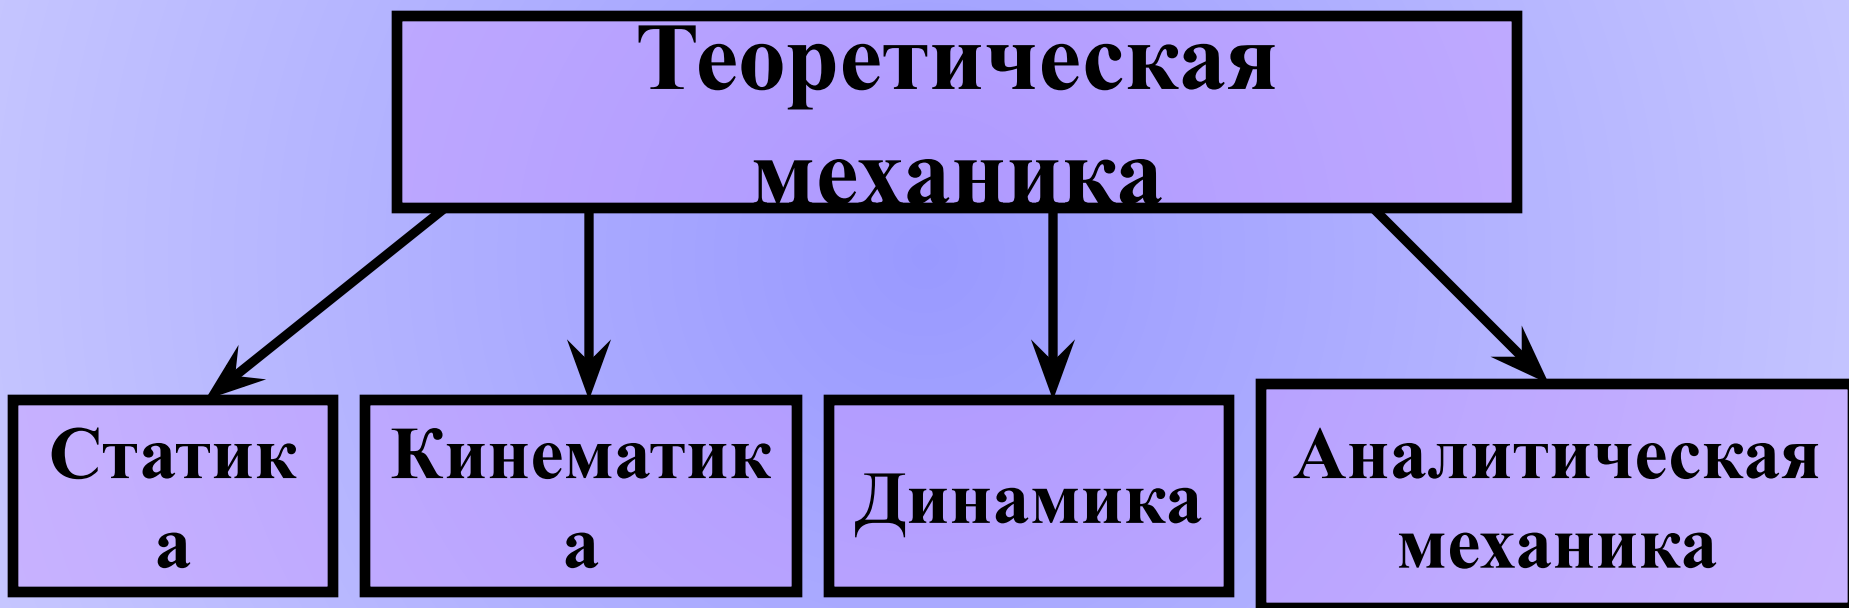 Теоретическая
механика
Статик
а
Кинематик
а
Динамика
Аналитическая
механика